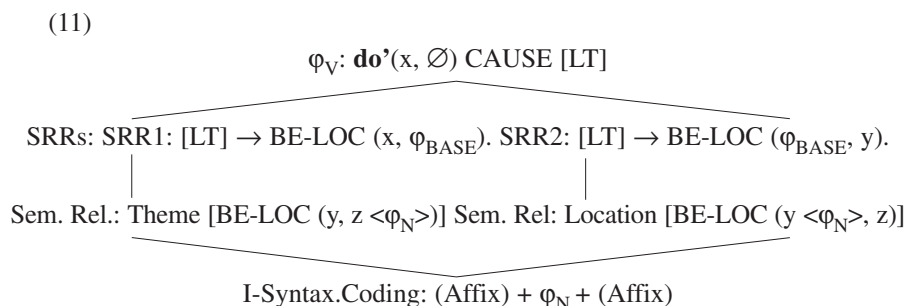 (11)
φV: do’(x, ∅) CAUSE [LT]
SRRs: SRR1: [LT] → BE-LOC (x, φBASE). SRR2: [LT] → BE-LOC (φBASE, y).
Sem. Rel.: Theme [BE-LOC (y, z <φN>)] Sem. Rel: Location [BE-LOC (y <φN>, z)]
I-Syntax.Coding: (Affix) + φN + (Affix)